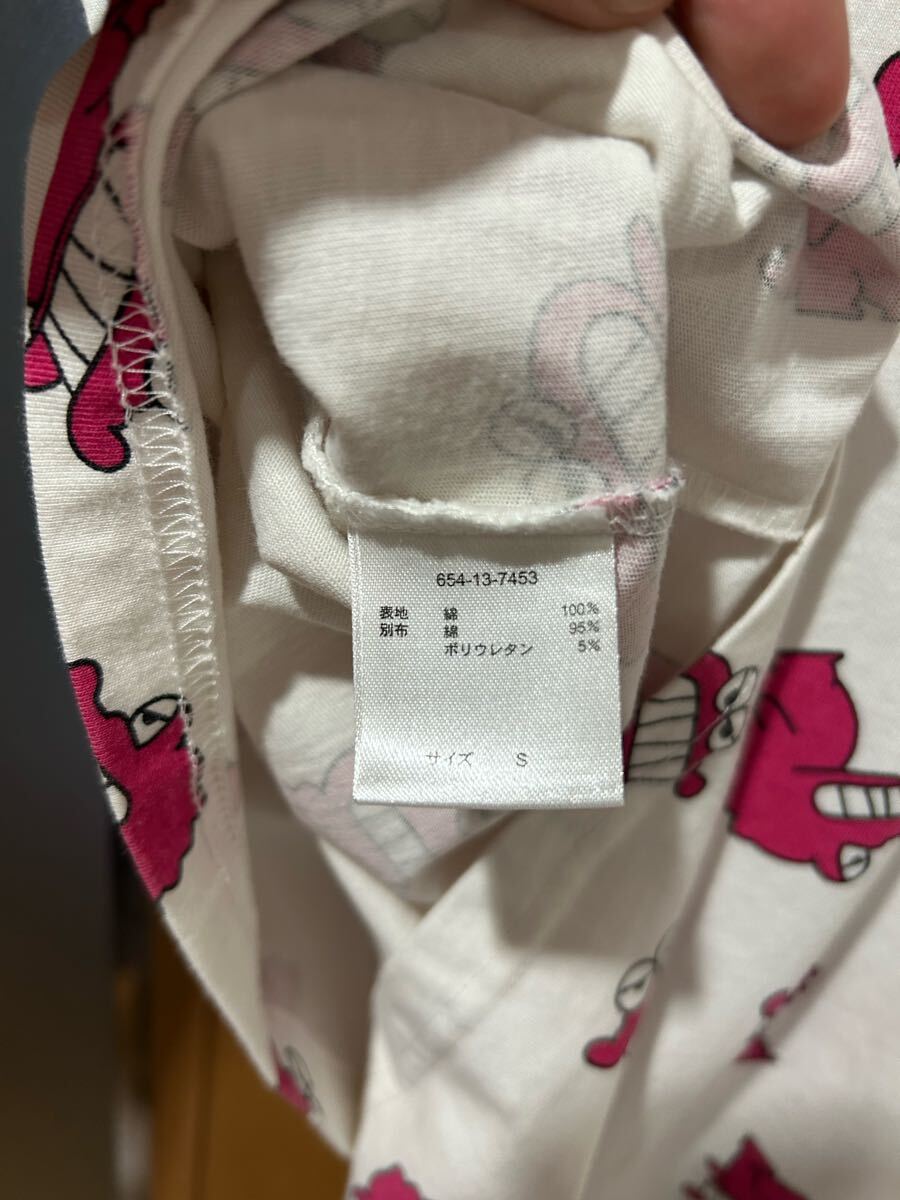 654-13-7453
表地 綿 100%
別布 綿 95%
ポリウレタン 5%
サイズ S